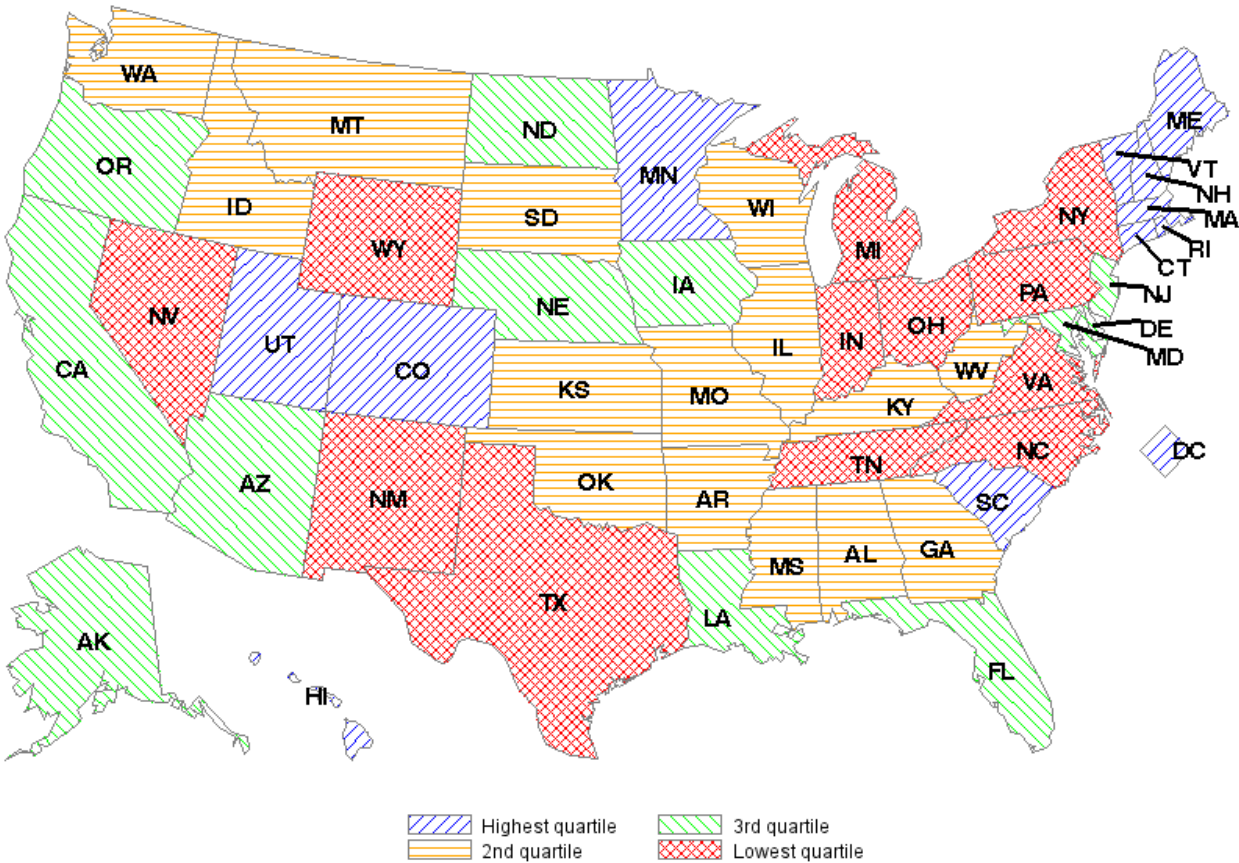 WA
MT
ND
ME
OR
MN
VT
ID
SD
WI
NH
NY
MA
WY
MI
RI
CT
IA
NE
PA
NJ
NV
OH
DE
UT
IN
MD
IL
CA
CO
WV
KS
VA
MO
KY
NC
DC
TN
AZ
OK
NM
AR
SC
GA
AL
MS
TX
LA
AK
FL
HI
Highest quartile
3rd quartile
2nd quartile
Lowest quartile